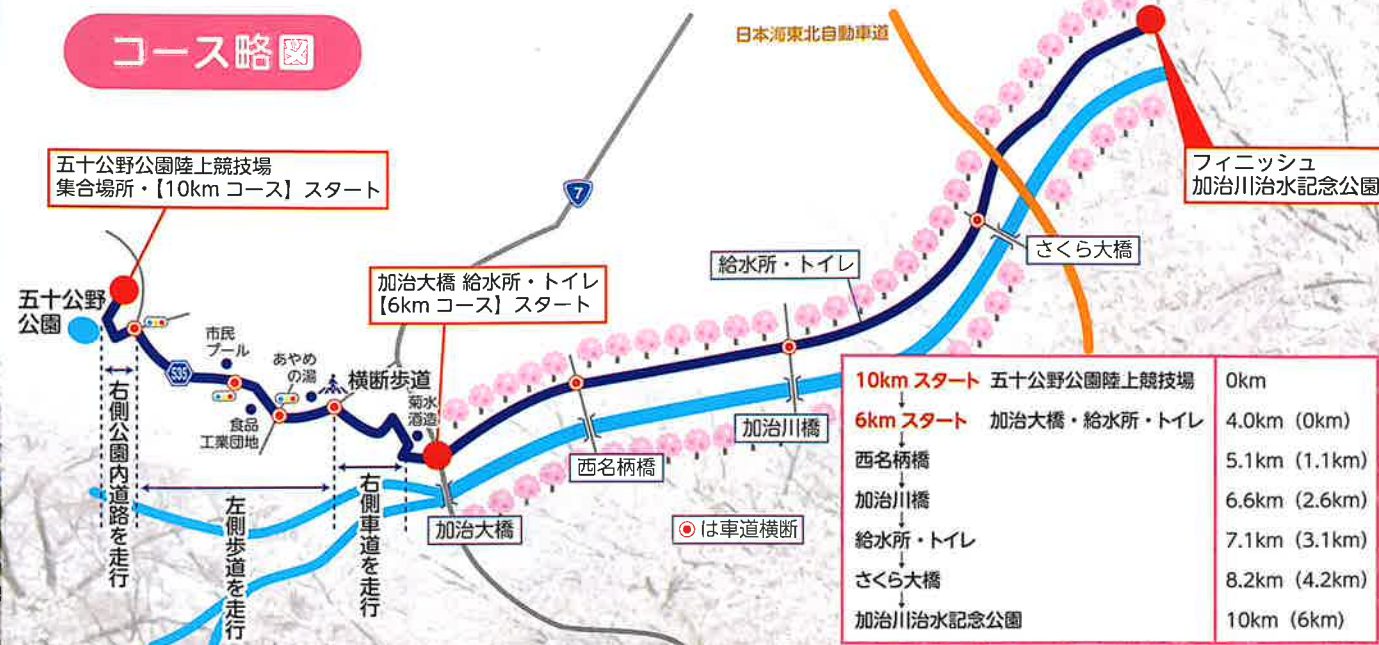 コース略図
日本海東北自動車道
五十公野公園陸上競技場
集合場所・【10km コース】スタート
7
フィニッシュ
加治川治水記念公園
さくら大橋
給水所・トイレ
加治大橋 給水所・トイレ
【6km コース】スタート
五十公野
公園
535
市民
プール
あやめ
の湯
横断歩道
菊水
酒造
食品
工業団地
加治川橋
西名柄橋
加治大橋
右側公園内道路を走行
左側歩道を走行
右側車道を走行
は車道横断
10km スタート 五十公野公園陸上競技場 0km
↓
6km スタート 加治大橋・給水所・トイレ 4.0km（0km）
↓
西名柄橋 5.1km（1.1km）
↓
加治川橋 6.6km（2.6km）
↓
給水所・トイレ 7.1km（3.1km）
↓
さくら大橋 8.2km（4.2km）
↓
加治川治水記念公園 10km（6km）